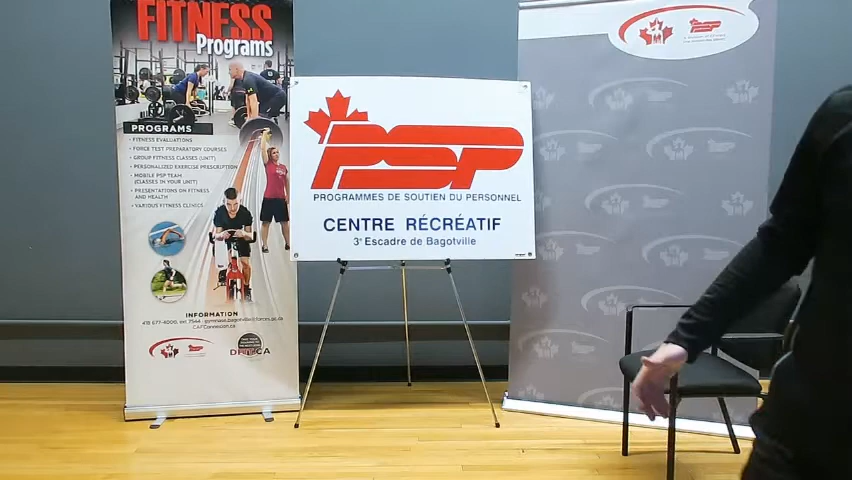 FITNESS
Programs
PROGRAMS
• FITNESS EVALUATIONS
• FORCE TEST PREPARATORY COURSES
• GROUP FITNESS CLASSES (UNIT)
• PERSONALIZED EXERCISE PRESCRIPTION
• MOBILE PSP TEAM
(CLASSES IN YOUR UNIT)
• PRESENTATIONS ON FITNESS
AND HEALTH
• VARIOUS FITNESS CLINICS
INFORMATION
CAFConnexion.ca
PSP
PROGRAMMES DE SOUTIEN DU PERSONNEL
CENTRE RÉCRÉATIF
3e Escadre de Bagotville
PSP